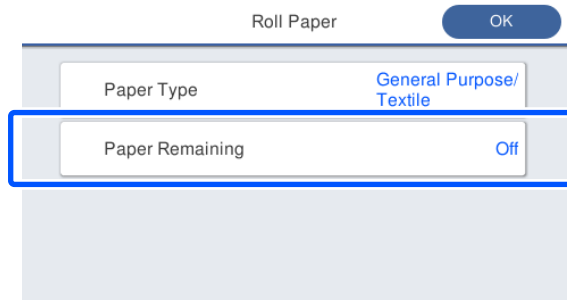 Roll Paper
OK
Paper Type
General Purpose/
Textile
Paper Remaining
Off